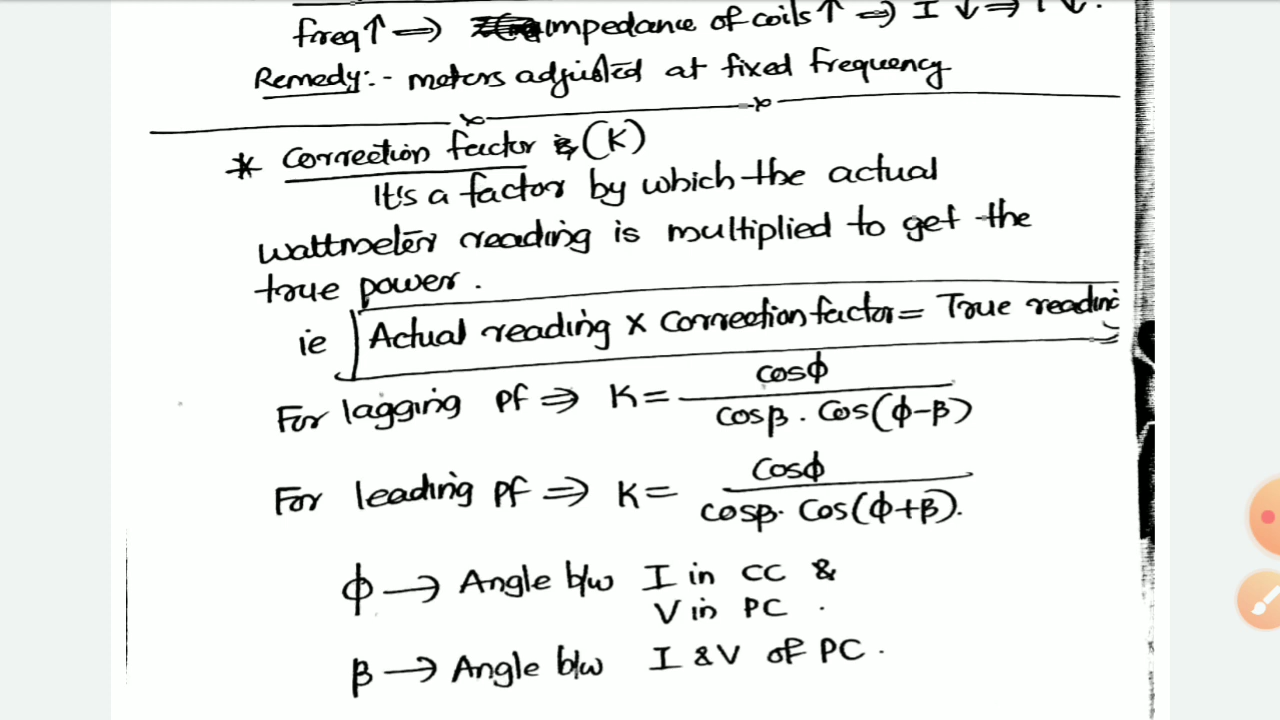 freq↑ ⇒ impedance of coils ↑ ⇒ I ↓ ⇒
Remedy:- meters adjusted at fixed frequency
* Correction factor (K)
It's a factor by which the actual
wattmeter reading is multiplied to get the
true power.
ie Actual reading x Correction factor = True reading
For lagging Pf ⇒ K = cosϕ / cosβ . Cos(ϕ-β)
For leading Pf ⇒ K = Cosϕ / cosβ. Cos(ϕ+β).
ϕ → Angle b/w I in CC &
V in PC .
β → Angle b/w I & V of PC .